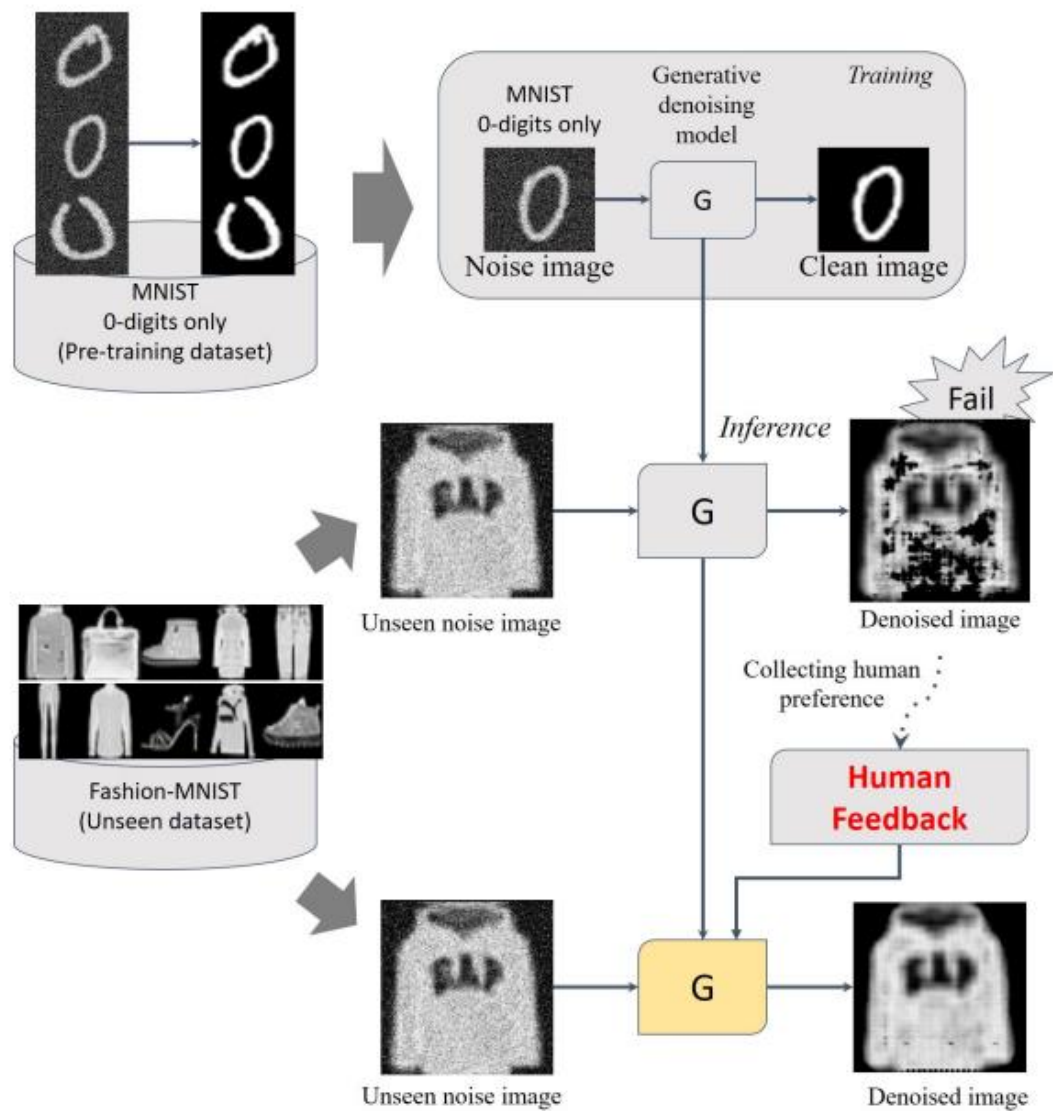 MNIST
0-digits only
(Pre-training dataset)
MNIST
0-digits only
Generative
denoising
model
Training
G
Noise image
Clean image
Inference
Fail
GAP
G
Unseen noise image
Denoised image
Collecting human
preference
Human
Feedback
Fashion-MNIST
(Unseen dataset)
GAP
G
Unseen noise image
Denoised image